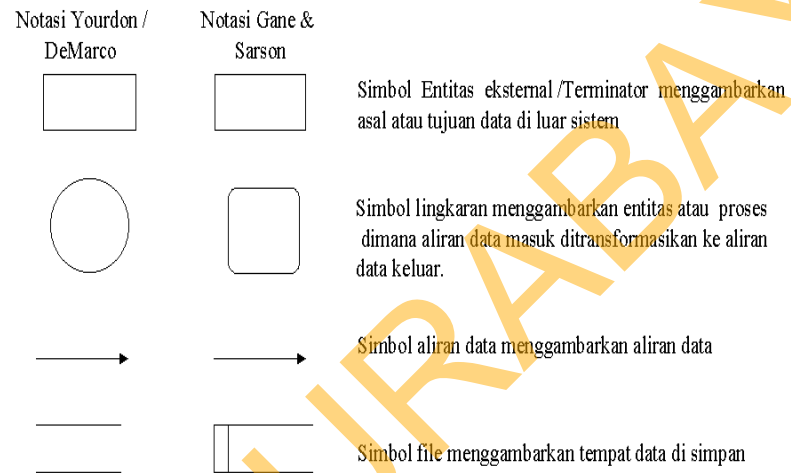 Notasi Yourdon /
DeMarco
Notasi Gane &
Sarson
Simbol Entitas eksternal /Terminator menggambarkan
asal atau tujuan data di luar sistem
Simbol lingkaran menggambarkan entitas atau proses
dimana aliran data masuk ditransformasikan ke aliran
data keluar.
Simbol aliran data menggambarkan aliran data
Simbol file menggambarkan tempat data di simpan
URABAY